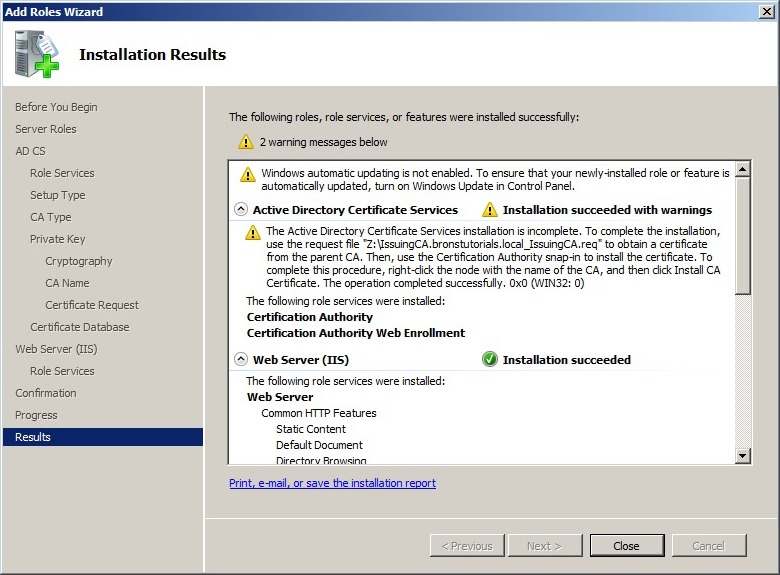 Add Roles Wizard
Installation Results
Before You Begin
Server Roles
AD CS
Role Services
Setup Type
CA Type
Private Key
Cryptography
CA Name
Certificate Request
Certificate Database
Web Server (IIS)
Role Services
Confirmation
Progress
Results
The following roles, role services, or features were installed successfully:
2 warning messages below
Windows automatic updating is not enabled. To ensure that your newly-installed role or feature is
automatically updated, turn on Windows Update in Control Panel.
Active Directory Certificate Services Installation succeeded with warnings
The Active Directory Certificate Services installation is incomplete. To complete the installation,
use the request file "Z:\IssuingCA.bronstutorials.local_IssuingCA.req" to obtain a certificate
from the parent CA. Then, use the Certification Authority snap-in to install the certificate. To
complete this procedure, right-click the node with the name of the CA, and then click Install CA
Certificate. The operation completed successfully. 0x0 (WIN32: 0)
The following role services were installed:
Certification Authority
Certification Authority Web Enrollment
Web Server (IIS) Installation succeeded
The following role services were installed:
Web Server
Common HTTP Features
Static Content
Default Document
Directory Browsing
Print, e-mail, or save the installation report
< Previous Next > Close Cancel